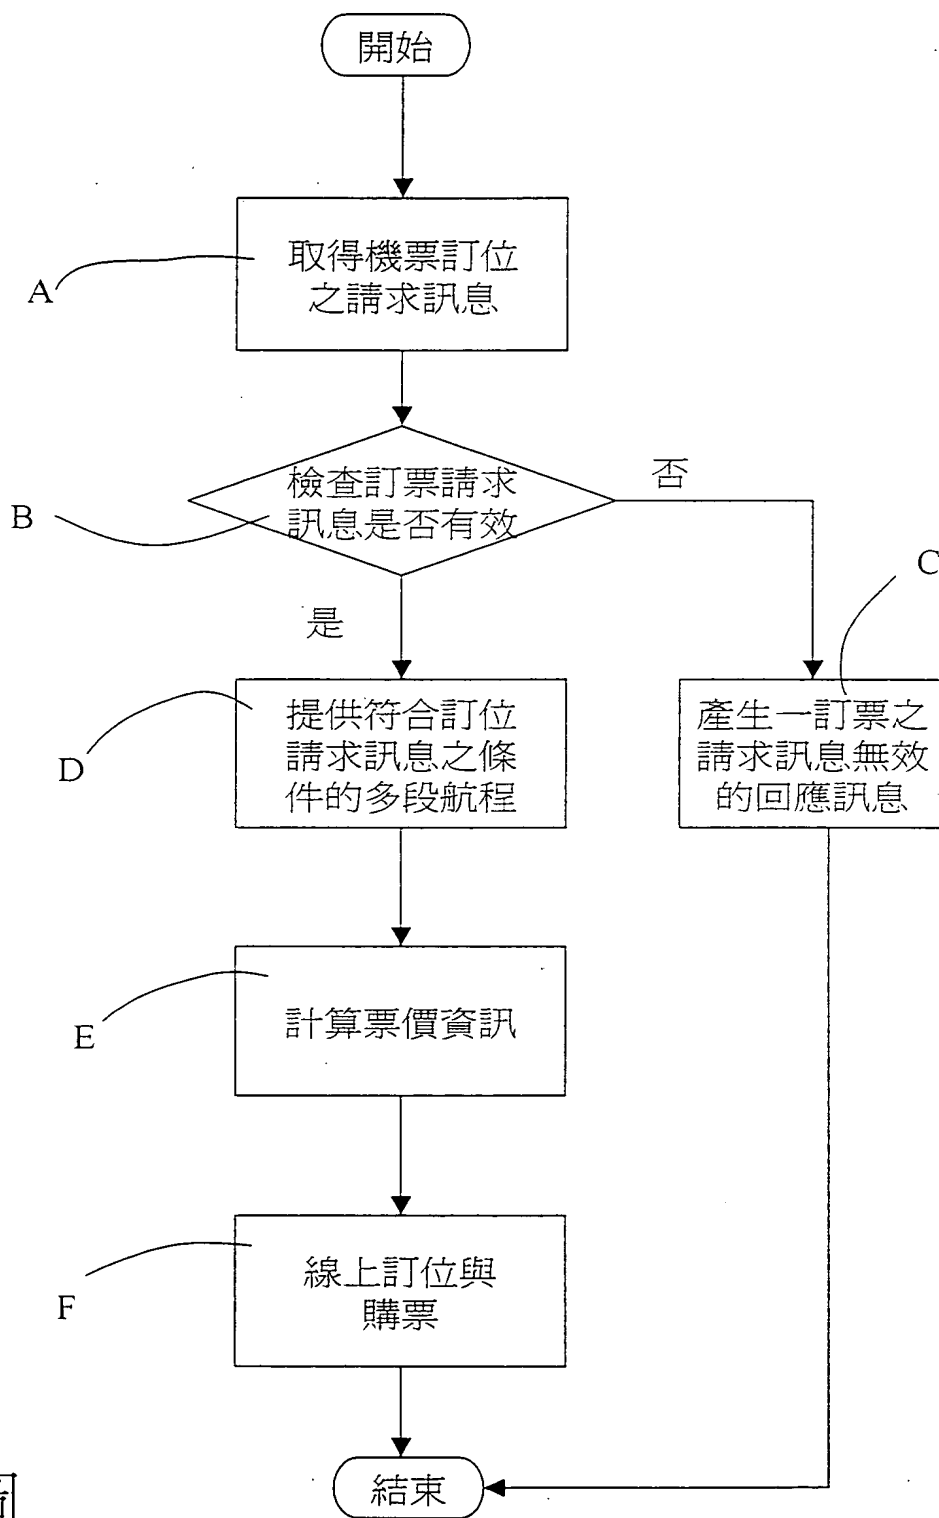 開始
A
取得機票訂位
之請求訊息
B
檢查訂票請求
訊息是否有效
否
是
C
D
提供符合訂位
請求訊息之條
件的多段航程
產生一訂票之
請求訊息無效
的回應訊息
E
計算票價資訊
F
線上訂位與
購票
結束